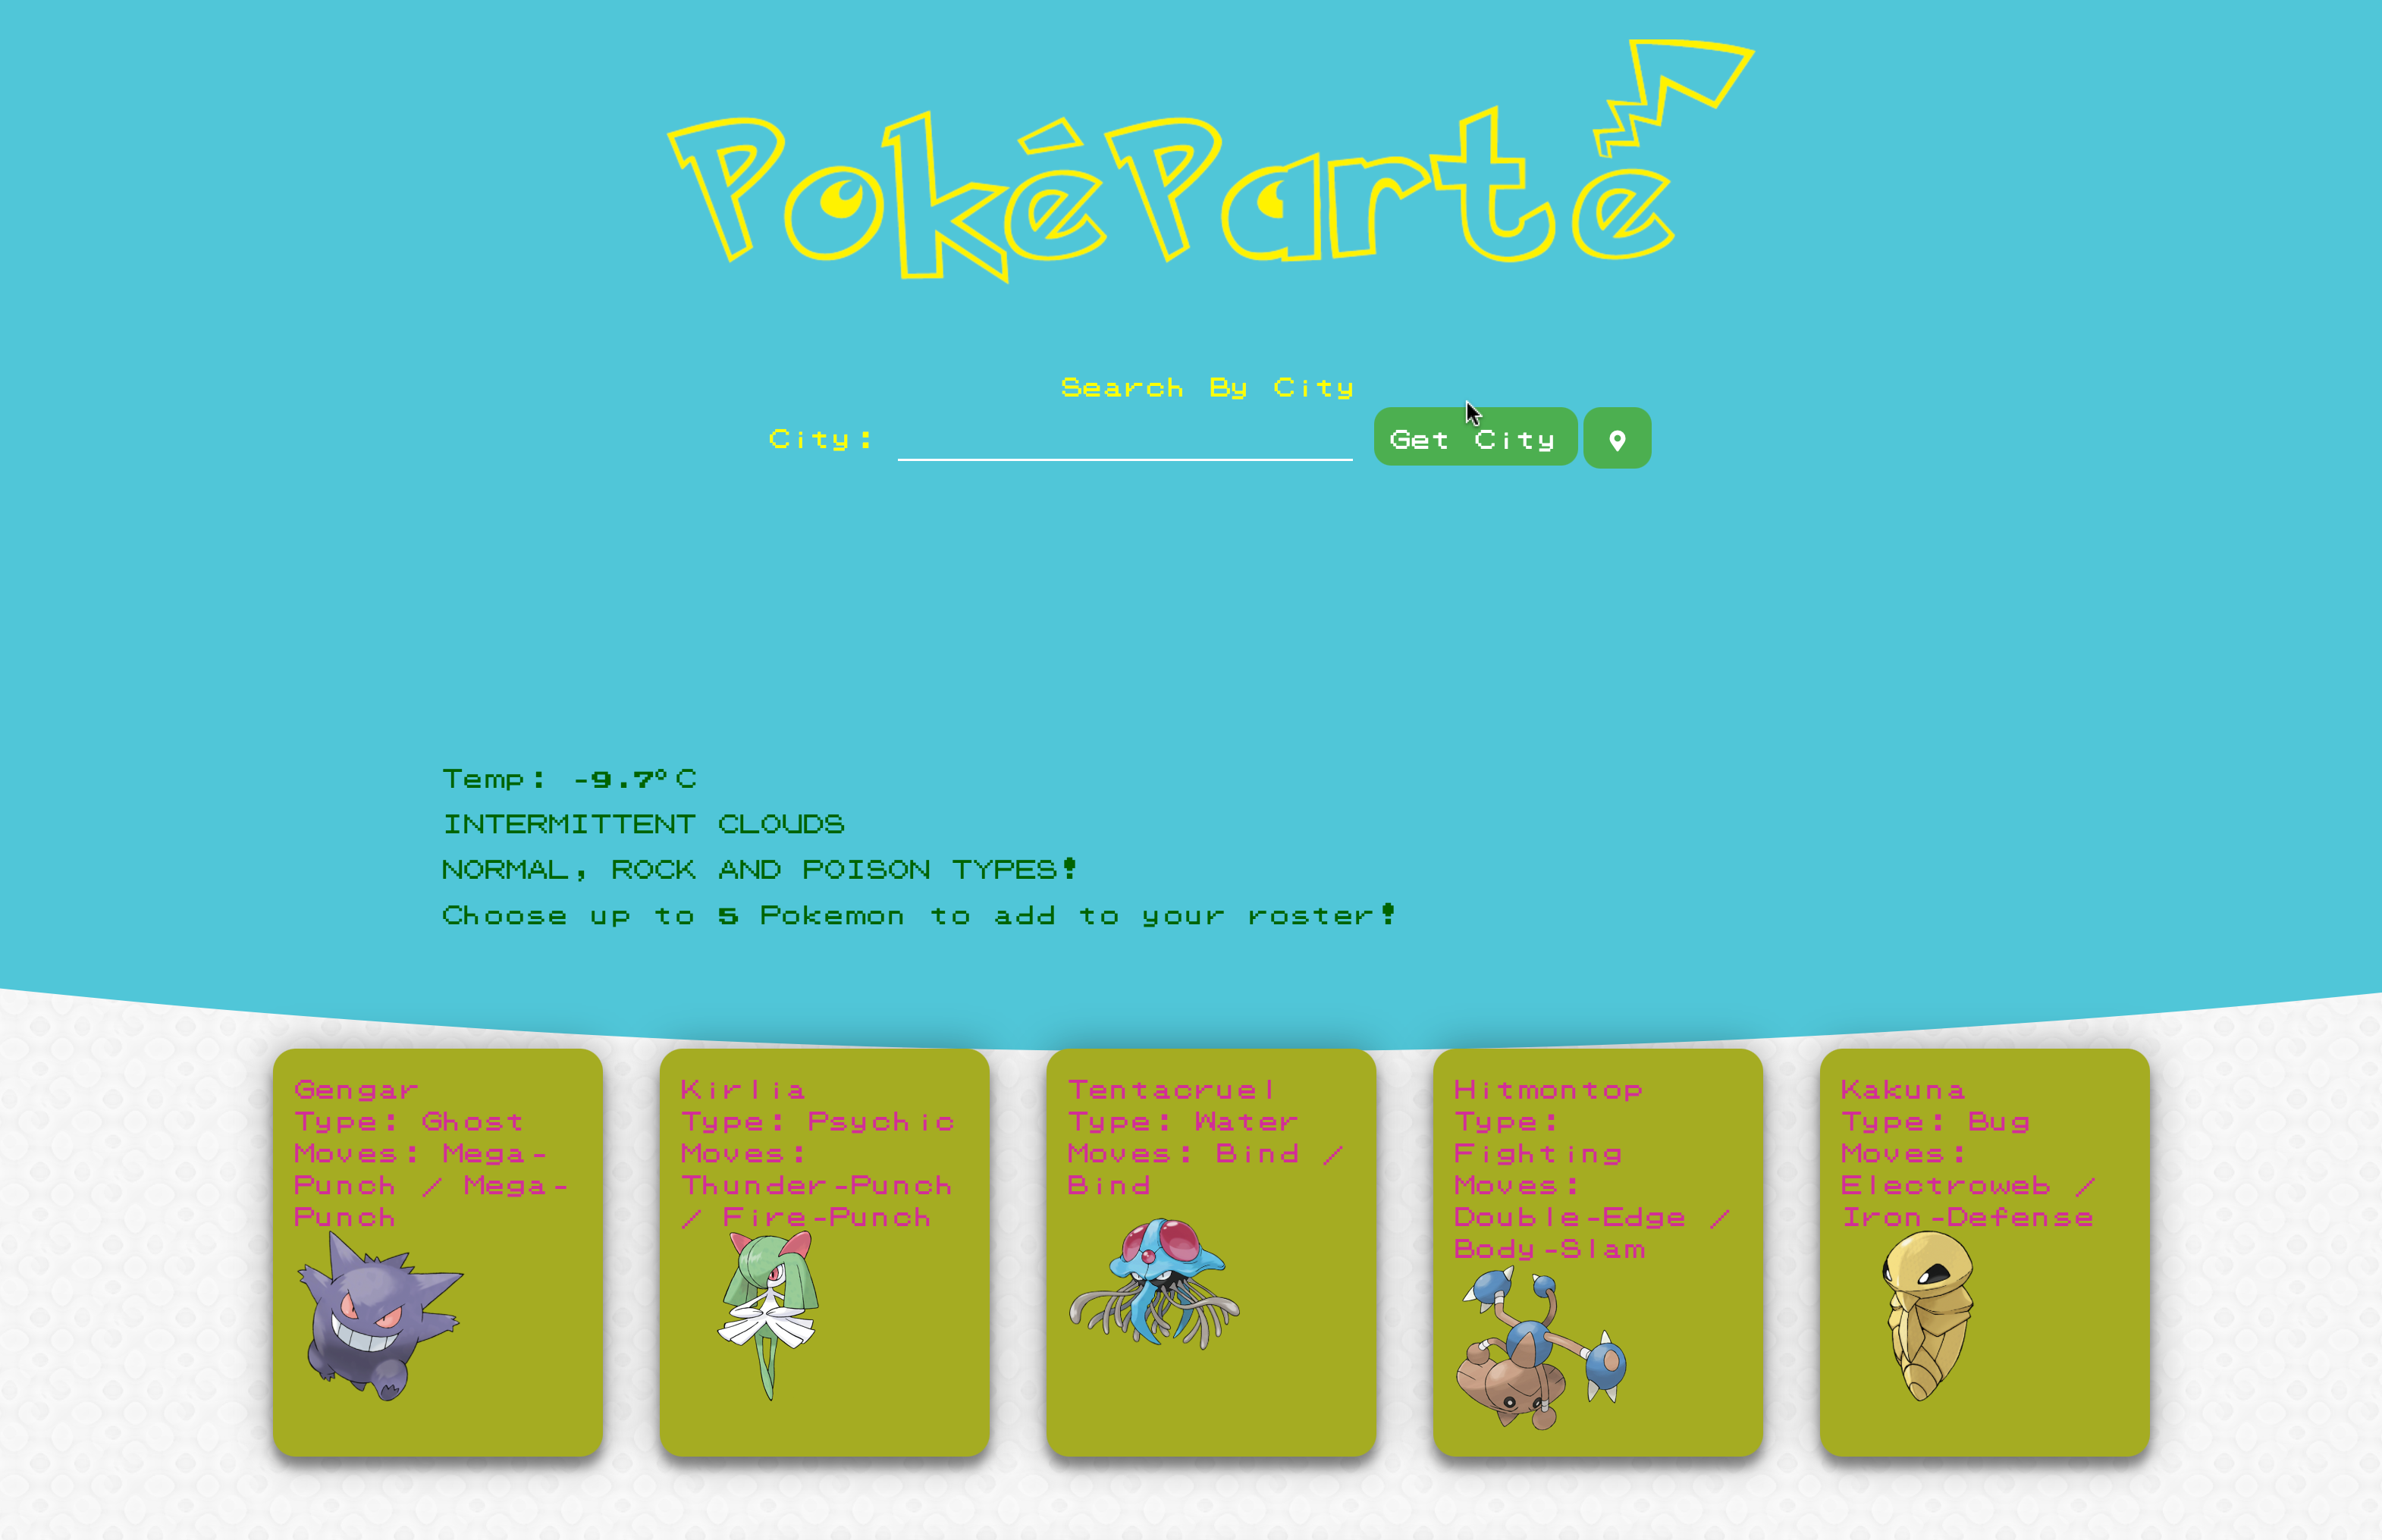 PokéParté
Search By City
City:
Get City
Temp: -9.7°C
INTERMITTENT CLOUDS
NORMAL, ROCK AND POISON TYPES!
Choose up to 5 Pokemon to add to your roster!
Gengar
Type: Ghost
Moves: Mega-
Punch / Mega-
Punch
Kirlia
Type: Psychic
Moves:
Thunder-Punch
/ Fire-Punch
Tentacruel
Type: Water
Moves: Bind /
Bind
Hitmontop
Type:
Fighting
Moves:
Double-Edge /
Body-Slam
Kakuna
Type: Bug
Moves:
Electroweb /
Iron-Defense